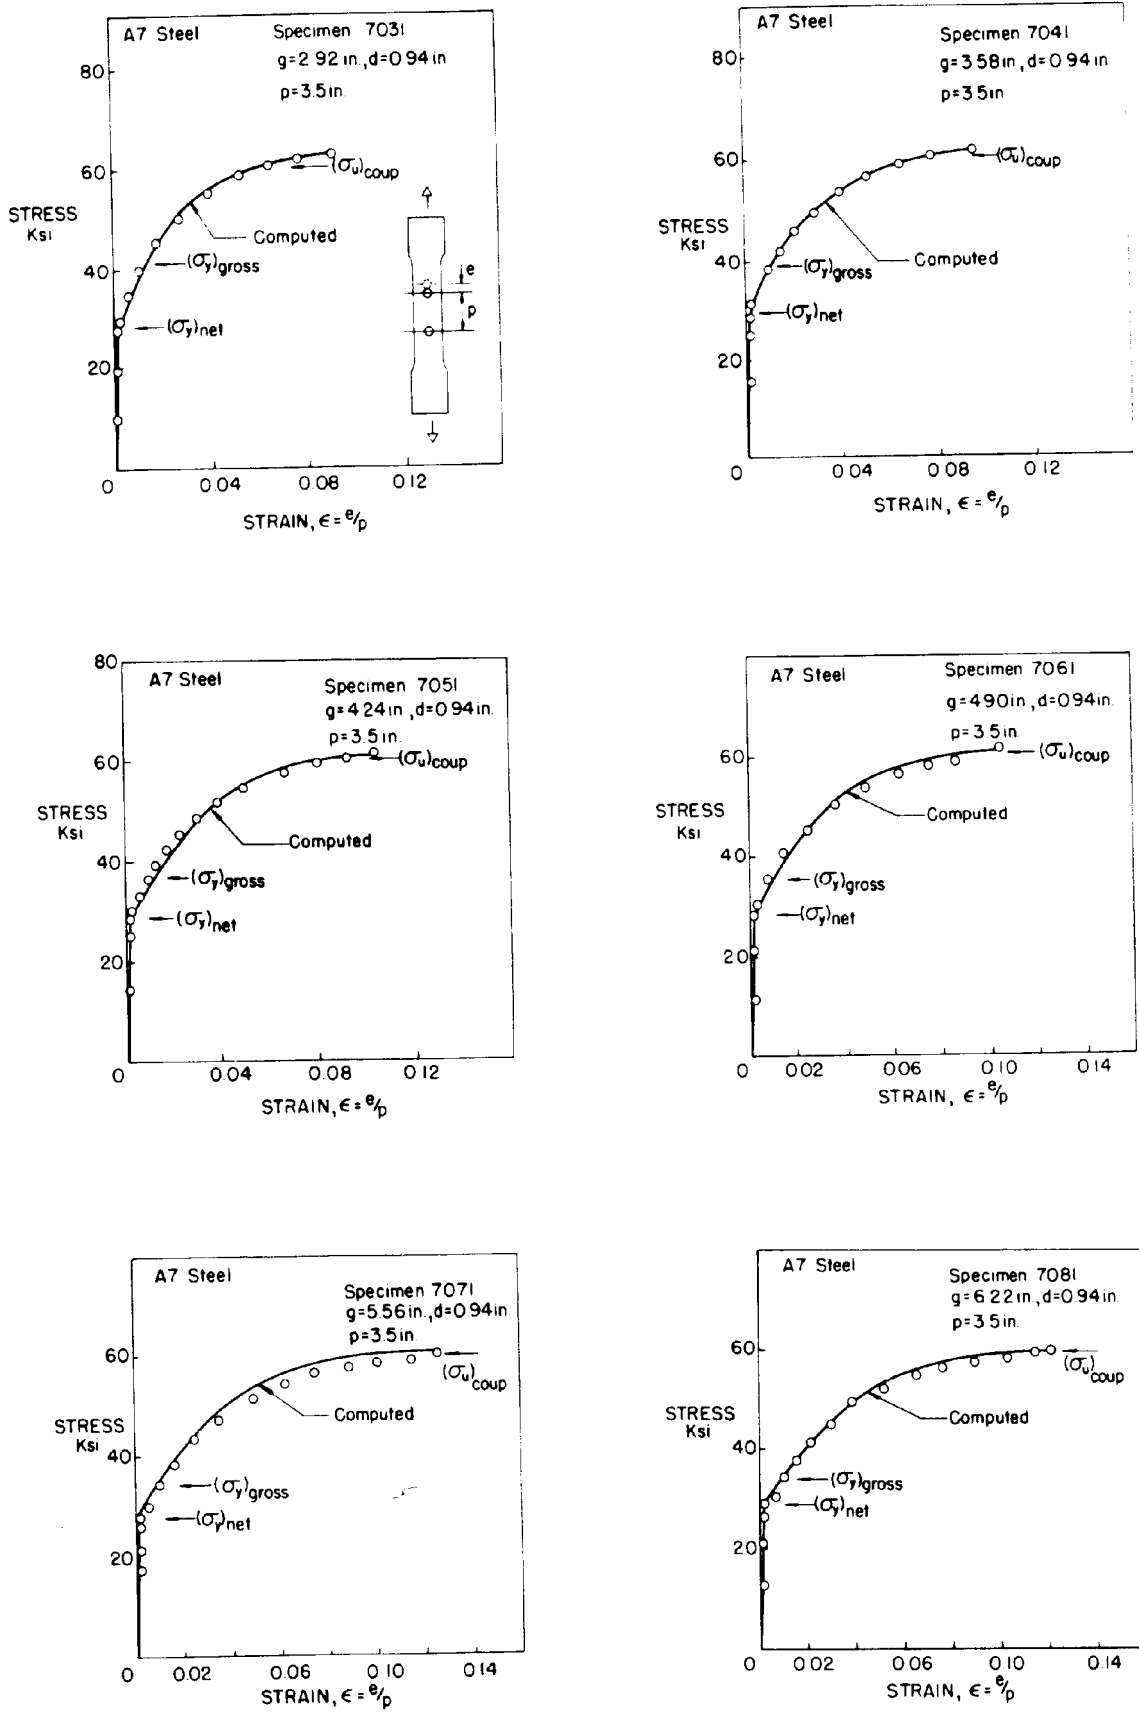 A7 Steel
Specimen 7031
g=2.92 in., d=0.94 in
p=3.5 in.
80
60
40
20
0
0.04
0.08
0.12
STRESS
Ksi
(σu)coup
Computed
(σy)gross
(σy)net
e
p
STRAIN, ϵ = e/p
A7 Steel
Specimen 7041
g=3.58 in, d=0.94 in
p=3.5 in
80
60
40
20
0
0.04
0.08
0.12
STRESS
Ksi
(σu)coup
Computed
(σy)gross
(σy)net
STRAIN, ϵ = e/p
A7 Steel
Specimen 7051
g=4.24 in, d=0.94 in.
p=3.5 in.
80
60
40
20
0
0.04
0.08
0.12
STRESS
Ksi
(σu)coup
Computed
(σy)gross
(σy)net
STRAIN, ϵ = e/p
A7 Steel
Specimen 7061
g=4.90 in, d=0.94 in.
p=3.5 in.
60
40
20
0
0.02
0.06
0.10
0.14
STRESS
Ksi
(σu)coup
Computed
(σy)gross
(σy)net
STRAIN, ϵ = e/p
A7 Steel
Specimen 7071
g=5.56 in., d=0.94 in.
p=3.5 in.
60
40
20
0
0.02
0.06
0.10
0.14
STRESS
Ksi
(σu)coup
Computed
(σy)gross
(σy)net
STRAIN, ϵ = e/p
A7 Steel
Specimen 7081
g=6.22 in, d=0.94 in.
p=3.5 in.
60
40
20
0
0.02
0.06
0.10
0.14
STRESS
Ksi
(σu)coup
Computed
(σy)gross
(σy)net
STRAIN, ϵ = e/p